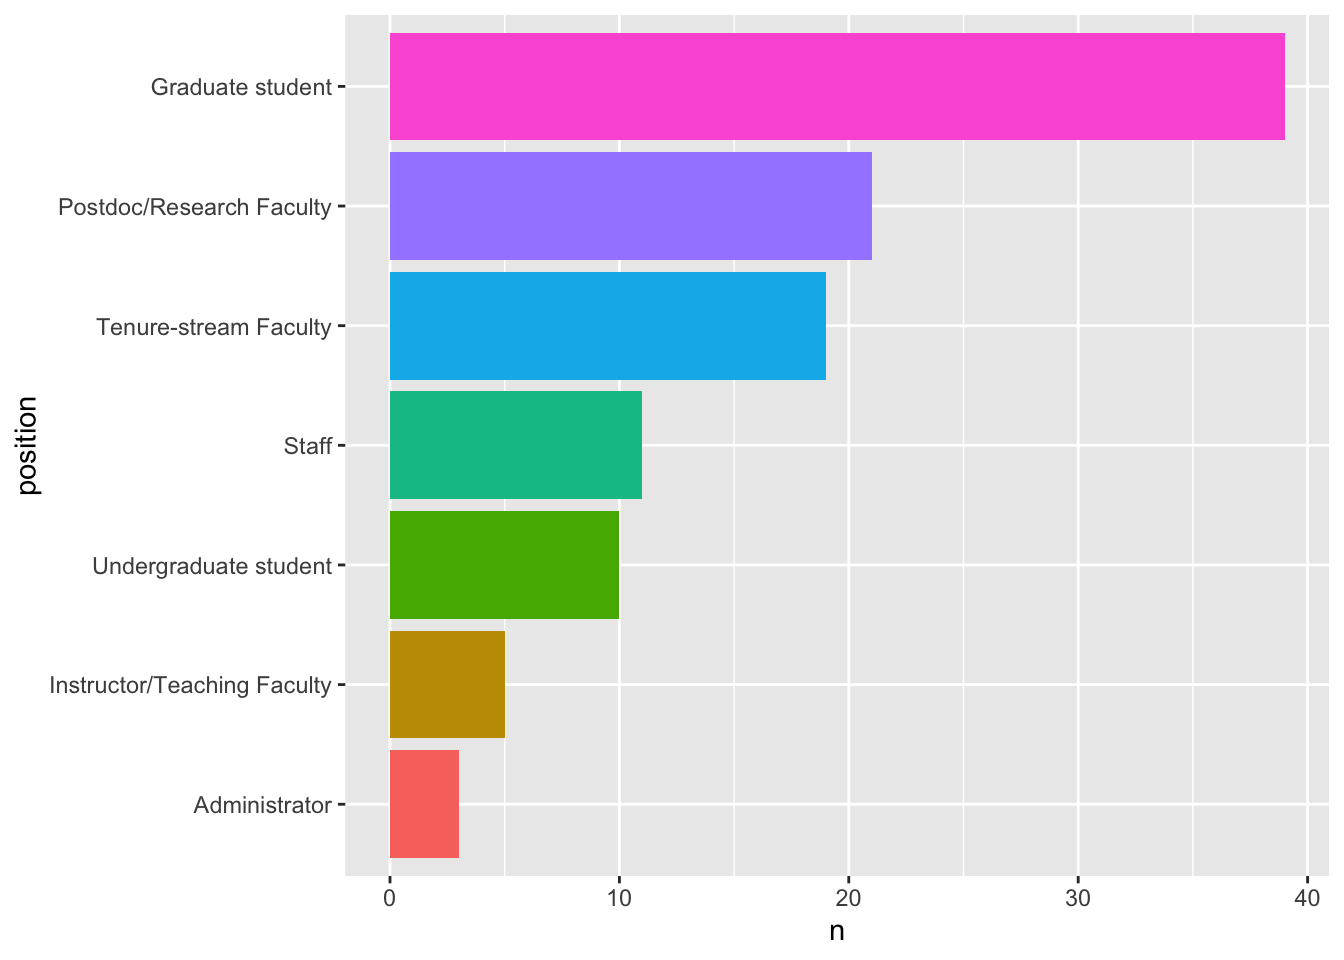 Graduate student
Postdoc/Research Faculty
Tenure-stream Faculty
Staff
Undergraduate student
Instructor/Teaching Faculty
Administrator
position
0 10 20 30 40
n